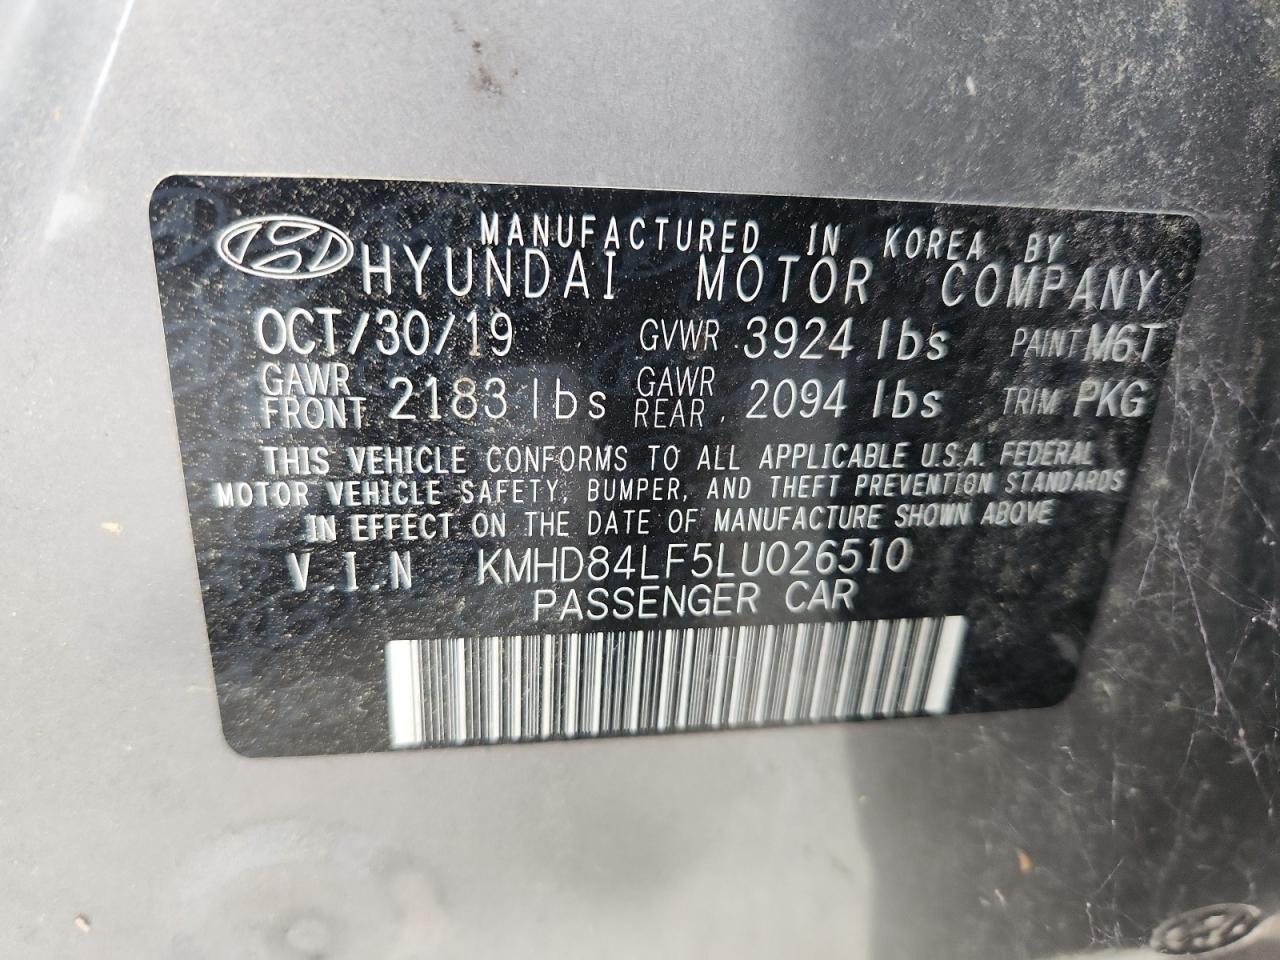 MANUFACTURED IN KOREA BY
HYUNDAI MOTOR COMPANY
OCT/30/19 GVWR 3924 lbs PAINT M6T
GAWR FRONT 2183 lbs GAWR REAR 2094 lbs TRIM PKG
THIS VEHICLE CONFORMS TO ALL APPLICABLE U.S.A. FEDERAL
MOTOR VEHICLE SAFETY, BUMPER, AND THEFT PREVENTION STANDARDS
IN EFFECT ON THE DATE OF MANUFACTURE SHOWN ABOVE
V.I.N KMHD84LF5LU026510
PASSENGER CAR